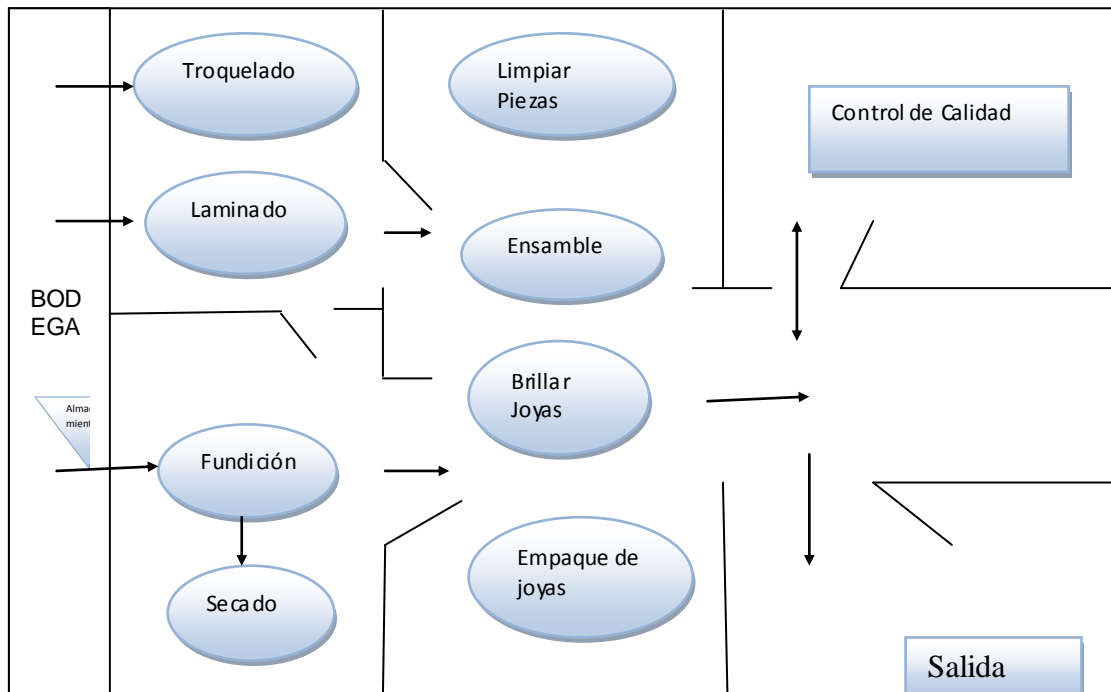 Troquelado
Limpiar
Piezas
Control de Calidad
Laminado
Ensamble
BOD
EGA
Brillar
Joyas
Fundición
Empaque de
joyas
Secado
Salida